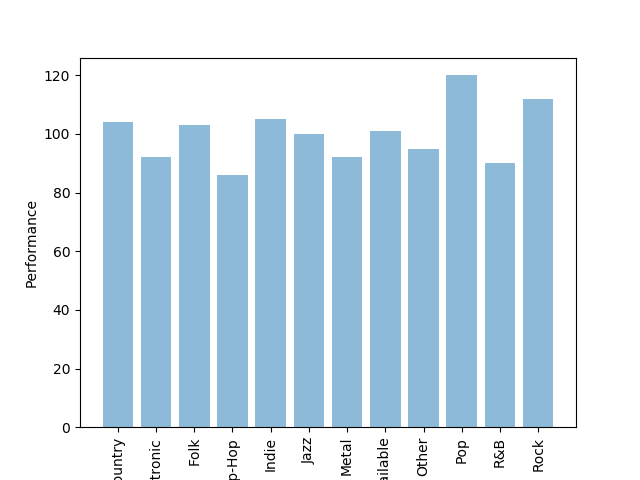 Performance
120
100
80
60
40
20
0
ountry
tronic
Folk
p-Hop
Indie
Jazz
Metal
ailable
Other
Pop
R&B
Rock